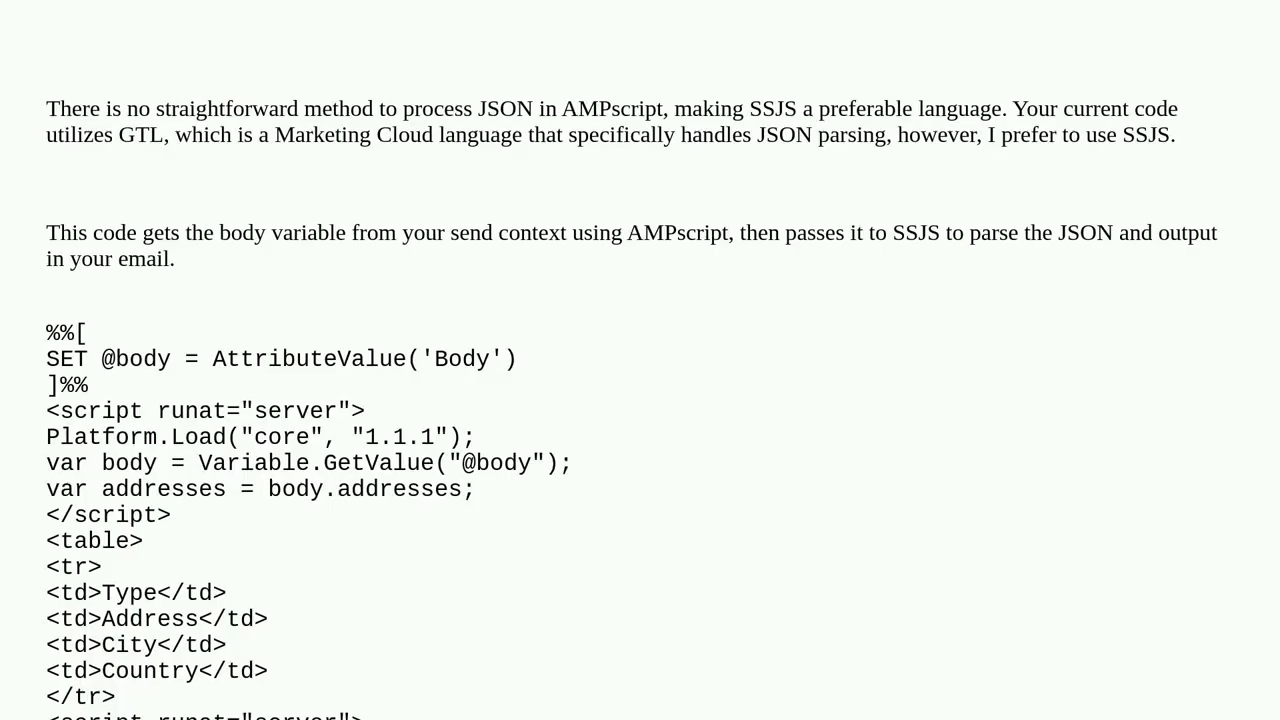 There is no straightforward method to process JSON in AMPscript, making SSJS a preferable language. Your current code
utilizes GTL, which is a Marketing Cloud language that specifically handles JSON parsing, however, I prefer to use SSJS.
This code gets the body variable from your send context using AMPscript, then passes it to SSJS to parse the JSON and output
in your email.
%%[
SET @body = AttributeValue('Body')
]%%
<script runat="server">
Platform.Load("core", "1.1.1");
var body = Variable.GetValue("@body");
var addresses = body.addresses;
</script>
<table>
<tr>
<td>Type</td>
<td>Address</td>
<td>City</td>
<td>Country</td>
</tr>
<script runat="server">